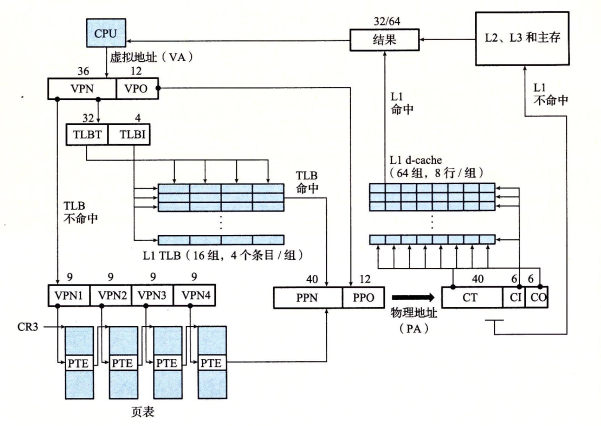 CPU
32/64
结果
L2、L3 和主存
虚拟地址（VA）
36 12
VPN VPO
L1
命中
L1
不命中
32 4
TLBT TLBI
L1 d-cache
（64 组，8 行 / 组）
TLB
命中
TLB
不命中
L1 TLB（16 组，4 个条目 / 组）
9 9 9 9
VPN1 VPN2 VPN3 VPN4
40 12
PPN PPO
物理地址
（PA）
40 6 6
CT CI CO
CR3
PTE PTE PTE PTE
页表